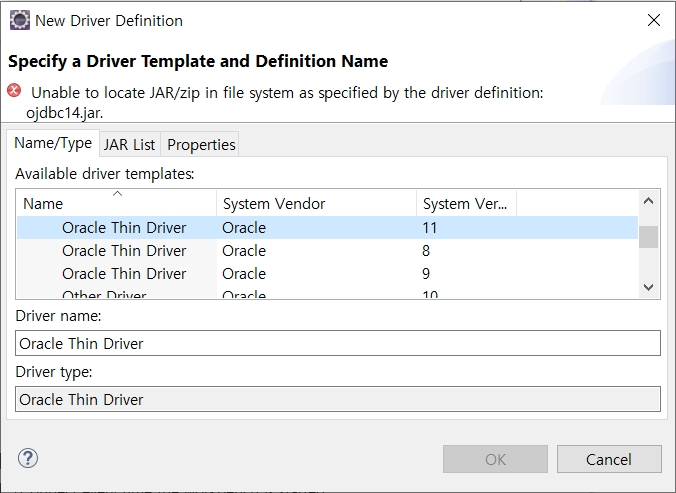 New Driver Definition
Specify a Driver Template and Definition Name
Unable to locate JAR/zip in file system as specified by the driver definition:
ojdbc14.jar.
Name/Type JAR List Properties
Available driver templates:
Name System Vendor System Ver...
Oracle Thin Driver Oracle 11
Oracle Thin Driver Oracle 8
Oracle Thin Driver Oracle 9
Other Driver Oracle 10
Driver name:
Oracle Thin Driver
Driver type:
Oracle Thin Driver
OK Cancel